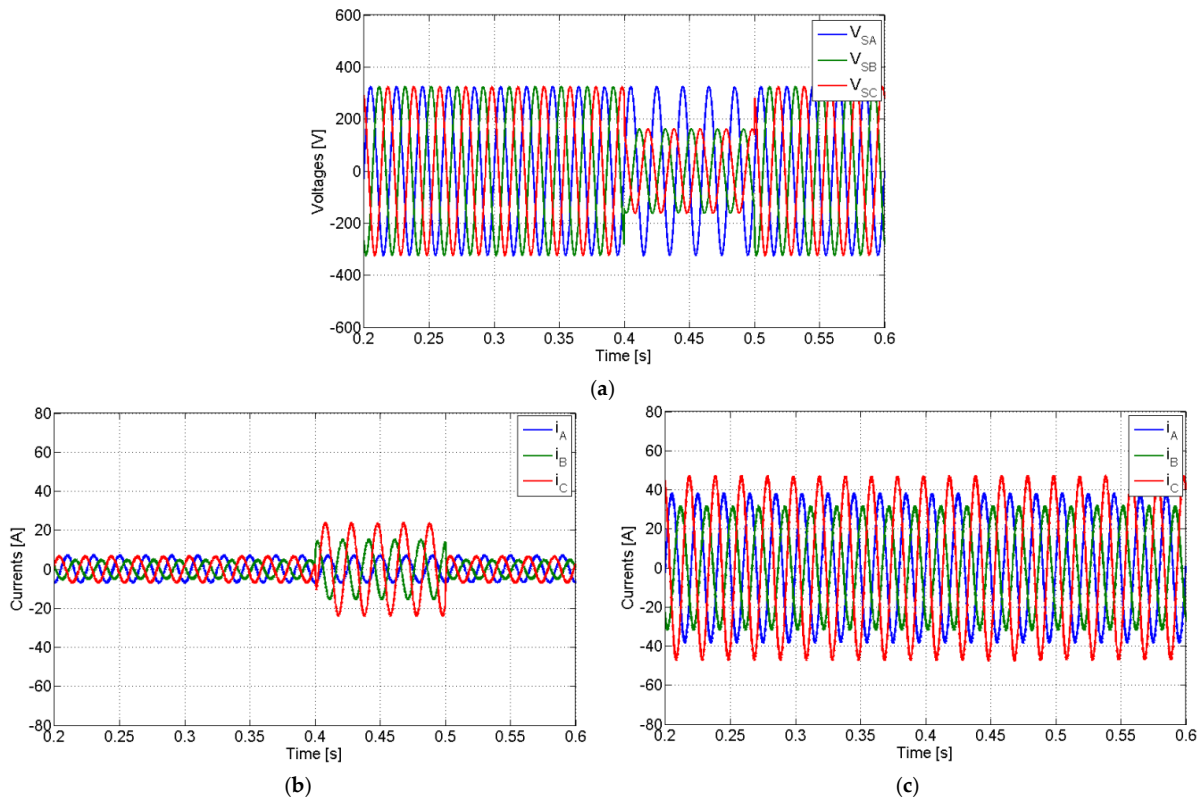 600
400
200
0
-200
-400
-600
Voltages [V]
V_SA
V_SB
V_SC
0.2 0.25 0.3 0.35 0.4 0.45 0.5 0.55 0.6
Time [s]
(a)
80
60
40
20
0
-20
-40
-60
-80
Currents [A]
i_A
i_B
i_C
0.2 0.25 0.3 0.35 0.4 0.45 0.5 0.55 0.6
Time [s]
(b)
80
60
40
20
0
-20
-40
-60
-80
Currents [A]
i_A
i_B
i_C
0.2 0.25 0.3 0.35 0.4 0.45 0.5 0.55 0.6
Time [s]
(c)